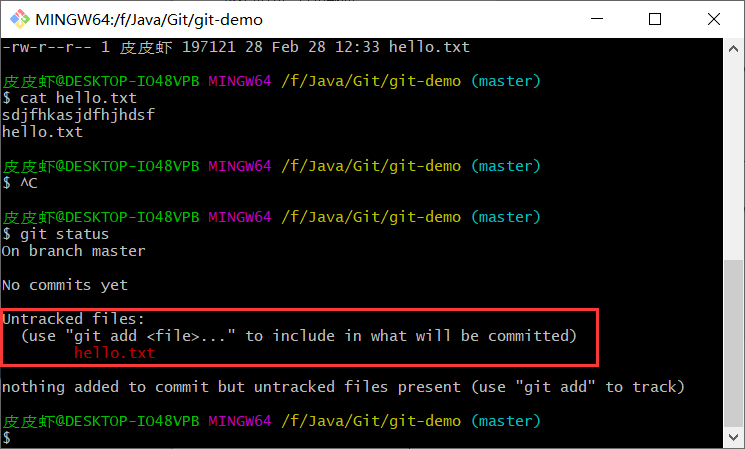 MINGW64:/f/Java/Git/git-demo
-rw-r--r-- 1 皮皮虾 197121 28 Feb 28 12:33 hello.txt
皮皮虾@DESKTOP-IO48VPB MINGW64 /f/Java/Git/git-demo (master)
$ cat hello.txt
sdjfhkasjdfhjhdsf
hello.txt
皮皮虾@DESKTOP-IO48VPB MINGW64 /f/Java/Git/git-demo (master)
$ ^C
皮皮虾@DESKTOP-IO48VPB MINGW64 /f/Java/Git/git-demo (master)
$ git status
On branch master
No commits yet
Untracked files:
(use "git add <file>..." to include in what will be committed)
hello.txt
nothing added to commit but untracked files present (use "git add" to track)
皮皮虾@DESKTOP-IO48VPB MINGW64 /f/Java/Git/git-demo (master)
$